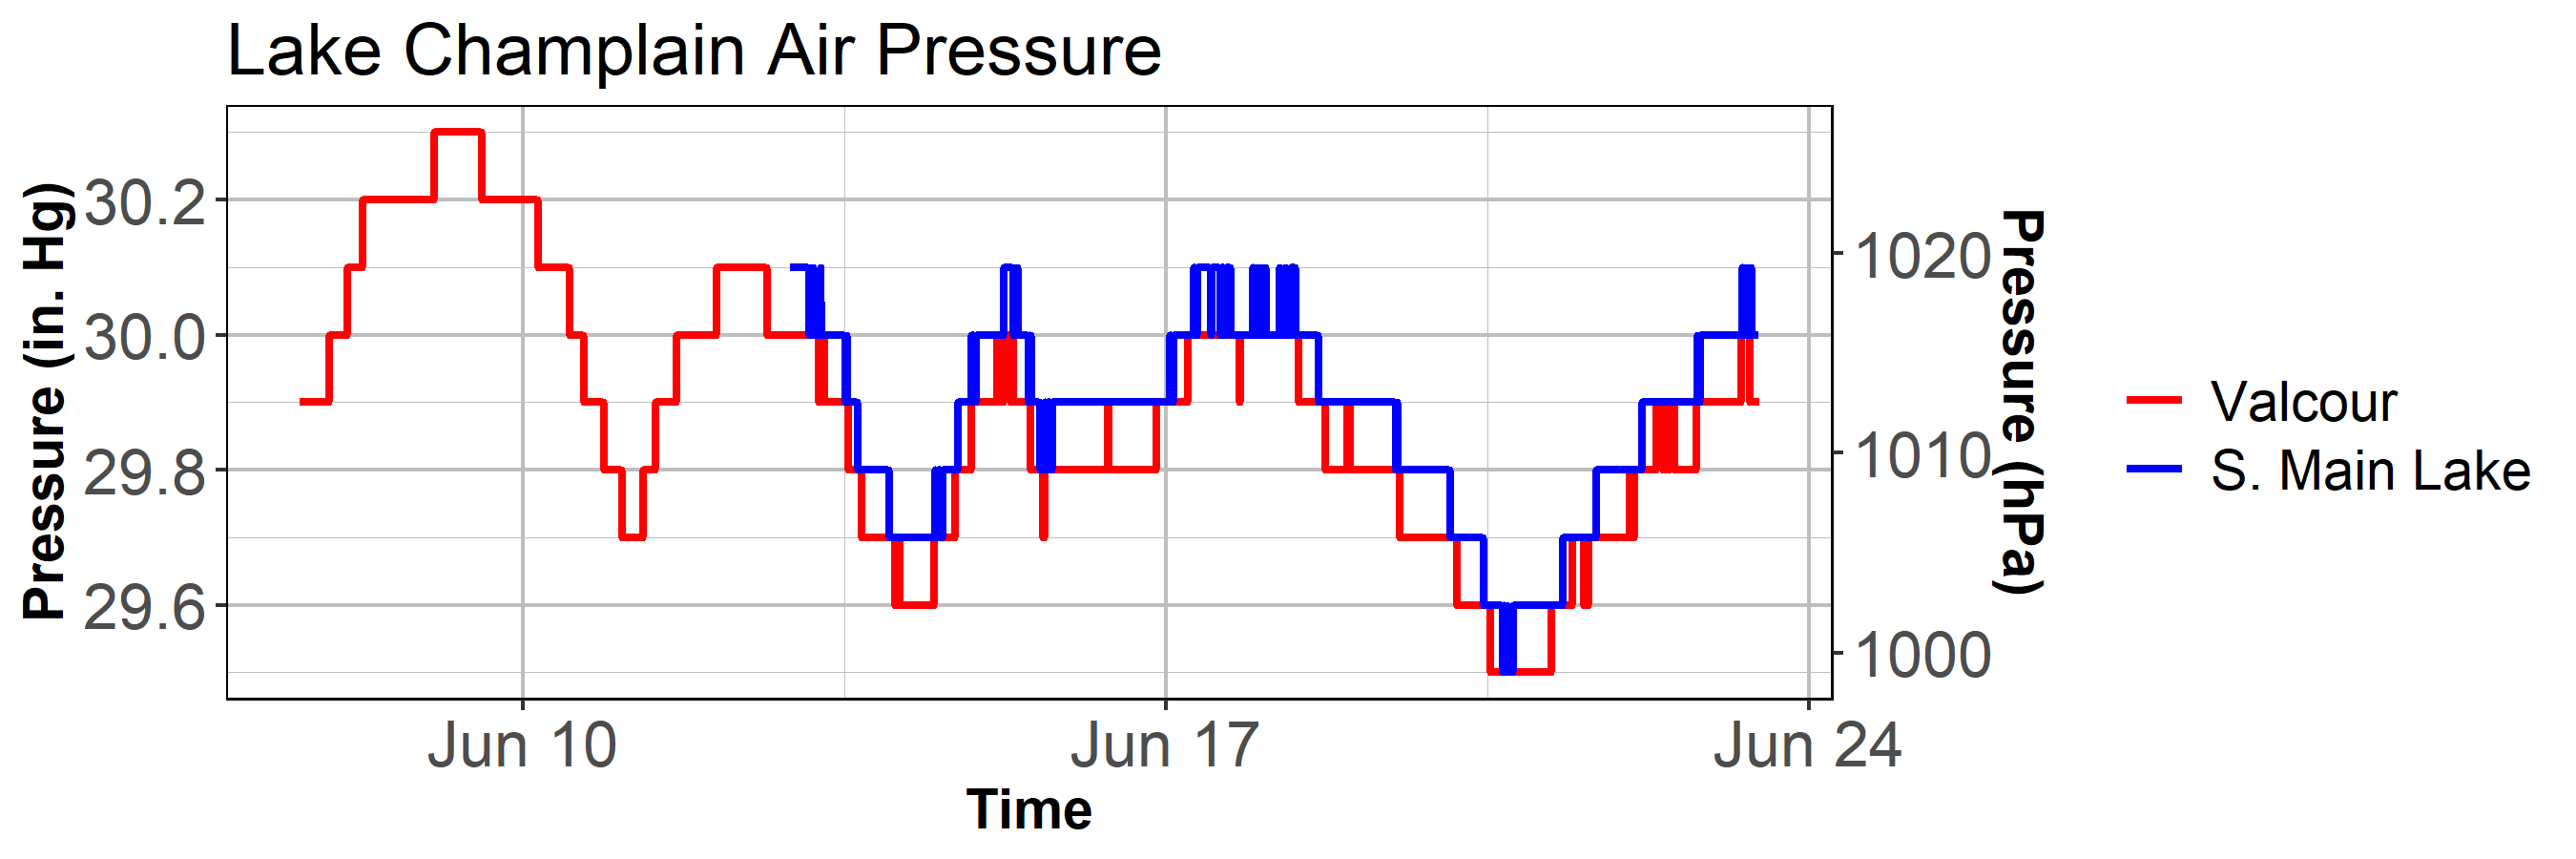 Lake Champlain Air Pressure
Pressure (in. Hg)
30.2
30.0
29.8
29.6
1020
1010
1000
Pressure (hPa)
Jun 10
Jun 17
Jun 24
Time
Valcour
S. Main Lake